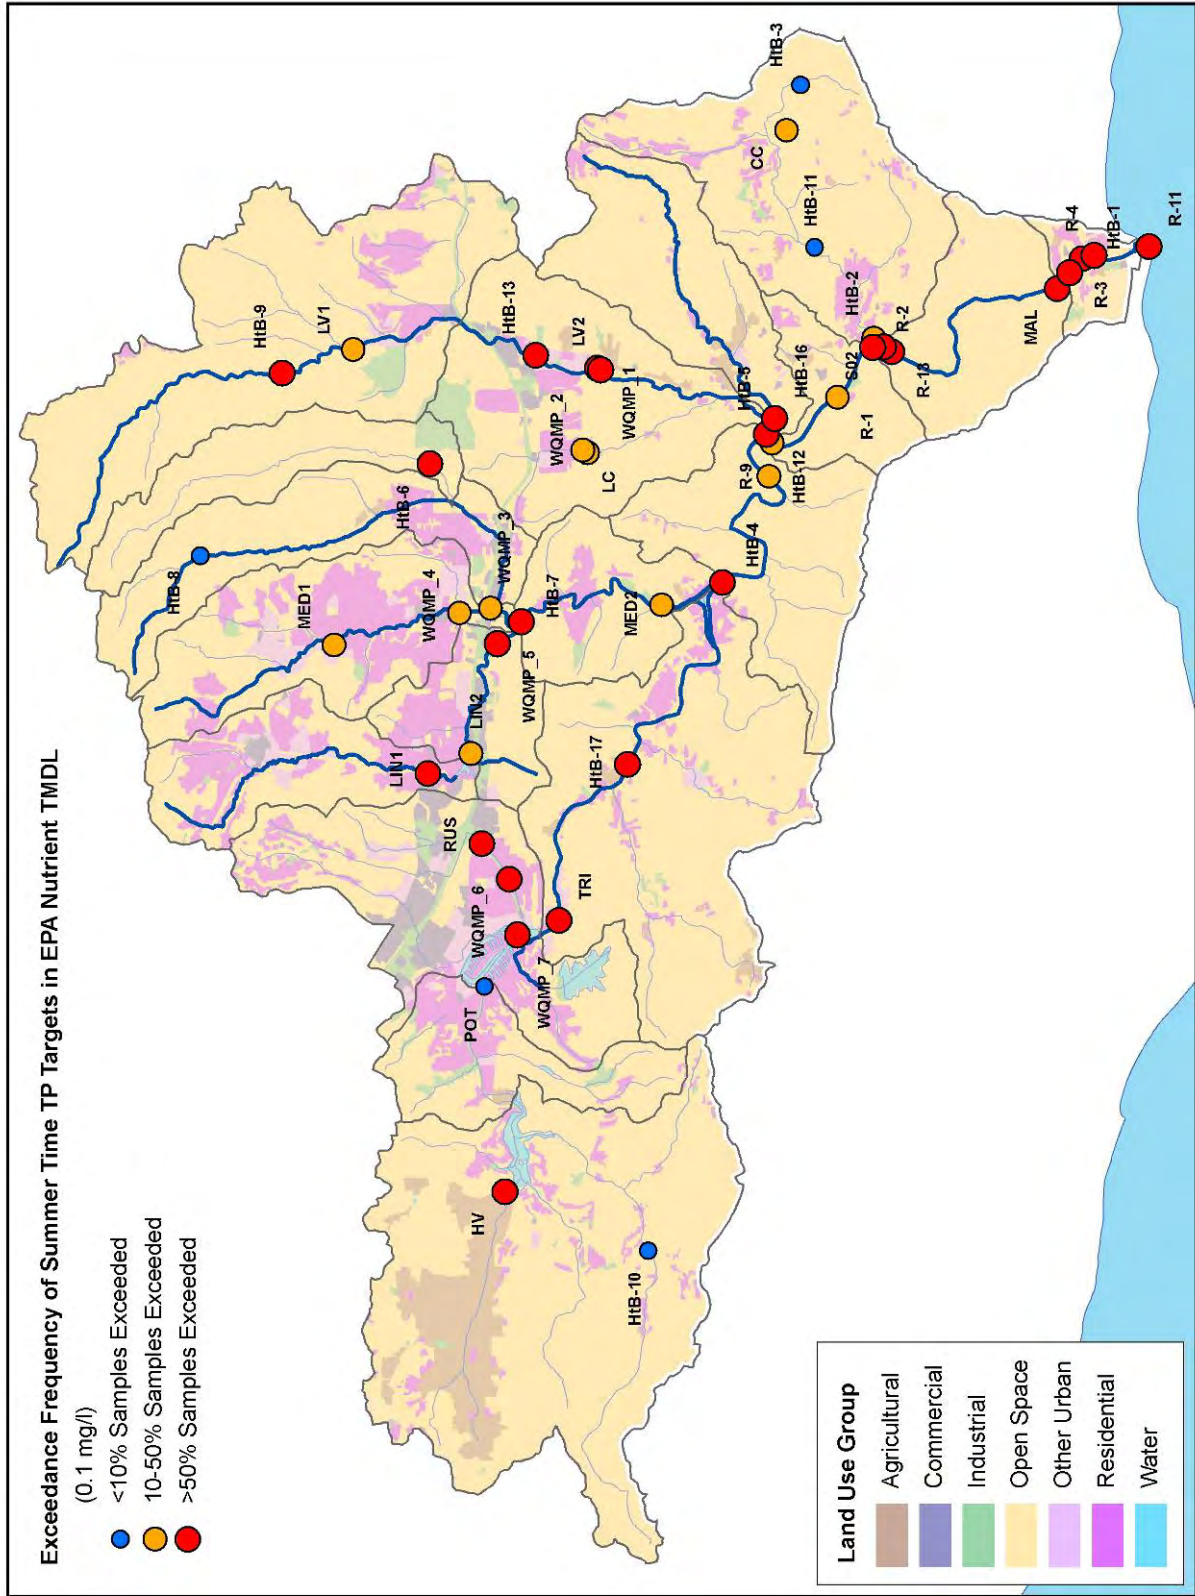 Exceedance Frequency of Summer Time TP Targets in EPA Nutrient TMDL
(0.1 mg/l)
<10% Samples Exceeded
10-50% Samples Exceeded
>50% Samples Exceeded
HtB-9
LV1
HtB-13
LV2
WQMP_1
WQMP_2
LC
HtB-8
HtB-6
MED1
WQMP_4
WQMP_3
HtB-7
WQMP_5
MED2
LIN1
LIN2
RUS
WQMP_6
WQMP_7
POT
TRI
HtB-17
HV
HtB-10
HtB-4
R-9
HtB-12
HtB-5
HtB-16
R-1
S02
HtB-2
R-2
R-13
HtB-11
CC
HtB-3
MAL
R-4
R-3
HtB-1
R-11
Land Use Group
Agricultural
Commercial
Industrial
Open Space
Other Urban
Residential
Water